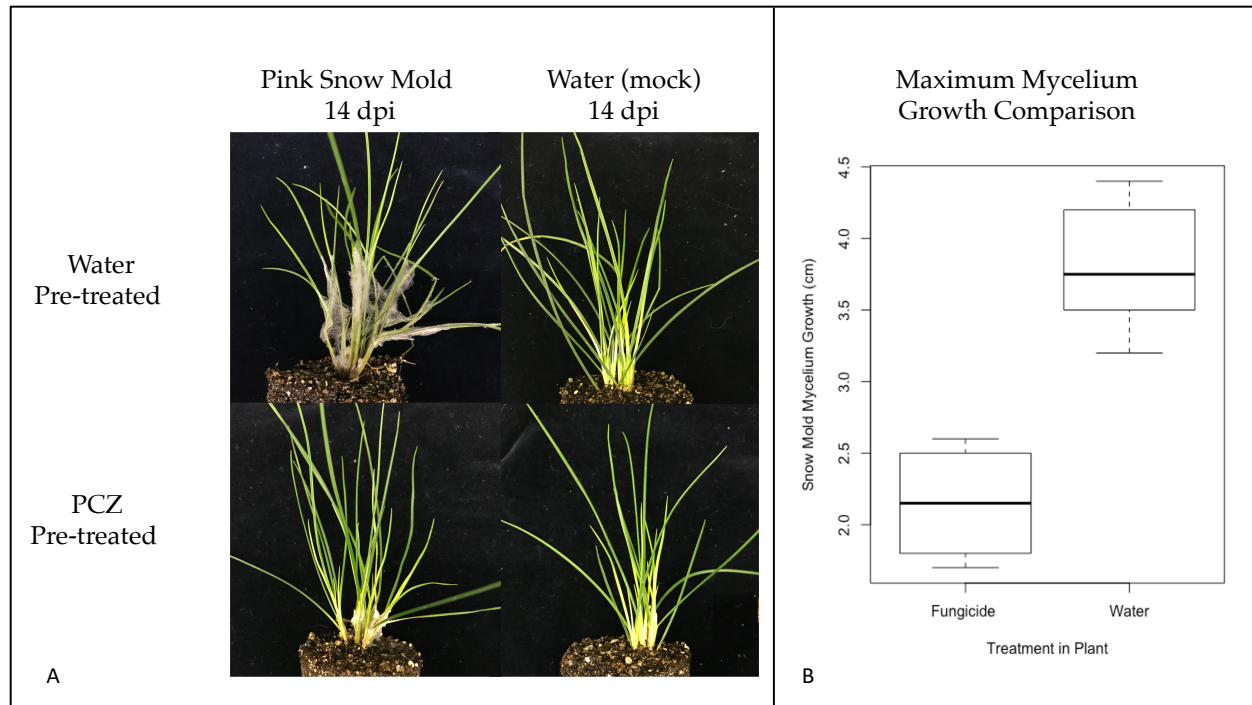 Pink Snow Mold
14 dpi
Water (mock)
14 dpi
Water
Pre-treated
PCZ
Pre-treated
A
Maximum Mycelium
Growth Comparison
4.5
4.0
3.5
3.0
2.5
2.0
Snow Mold Mycelium Growth (cm)
Fungicide
Water
Treatment in Plant
B